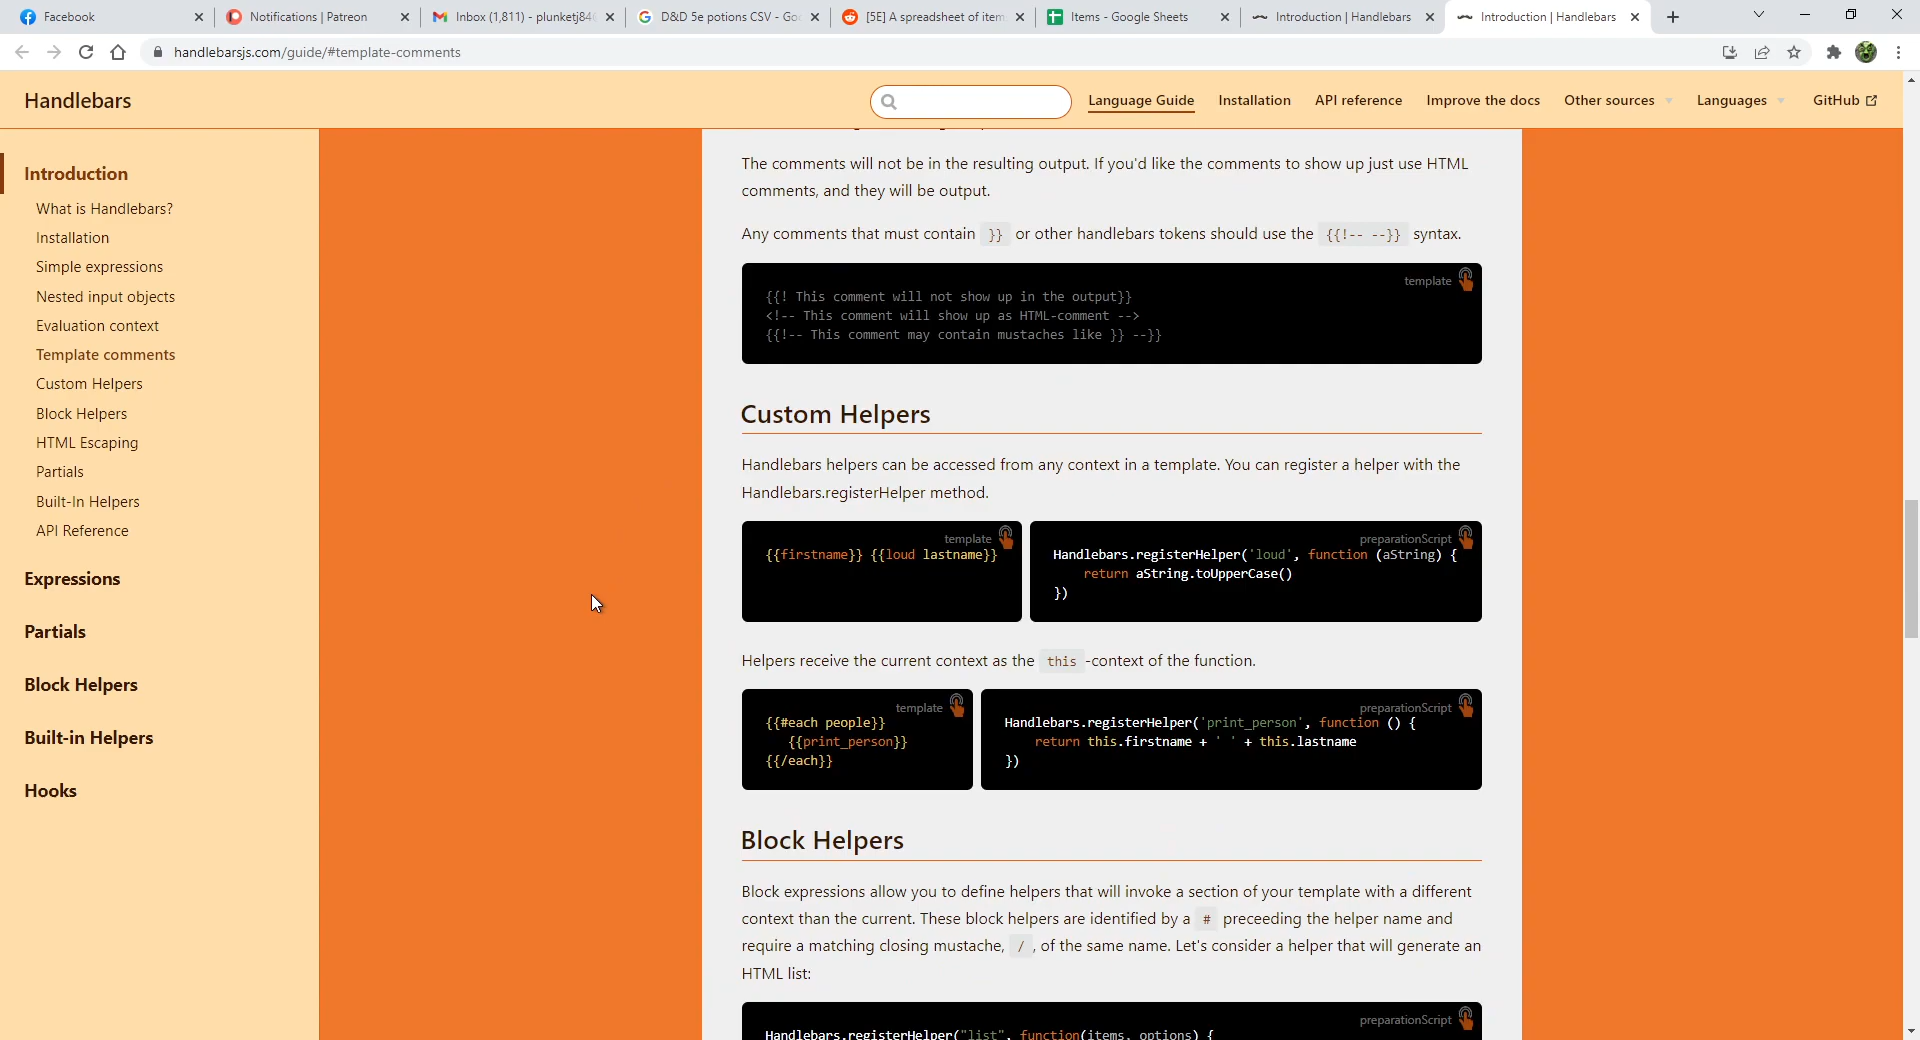 Facebook
Notifications | Patreon
Inbox (1,811) - plunketj84
D&D 5e potions CSV - Go
[5E] A spreadsheet of item
Items - Google Sheets
Introduction | Handlebars
Introduction | Handlebars
handlebarsjs.com/guide/#template-comments
Handlebars
Language Guide
Installation
API reference
Improve the docs
Other sources
Languages
GitHub
Introduction
What is Handlebars?
Installation
Simple expressions
Nested input objects
Evaluation context
Template comments
Custom Helpers
Block Helpers
HTML Escaping
Partials
Built-In Helpers
API Reference
Expressions
Partials
Block Helpers
Built-in Helpers
Hooks
The comments will not be in the resulting output. If you'd like the comments to show up just use HTML
comments, and they will be output.
Any comments that must contain }} or other handlebars tokens should use the {{!-- --}} syntax.
template
{{! This comment will not show up in the output}}
<!-- This comment will show up as HTML-comment -->
{{!-- This comment may contain mustaches like }} --}}
Custom Helpers
Handlebars helpers can be accessed from any context in a template. You can register a helper with the
Handlebars.registerHelper method.
template
{{firstname}} {{loud lastname}}
preparationScript
Handlebars.registerHelper('loud', function (aString) {
return aString.toUpperCase()
})
Helpers receive the current context as the this -context of the function.
template
{{#each people}}
{{print_person}}
{{/each}}
preparationScript
Handlebars.registerHelper('print_person', function () {
return this.firstname + ' ' + this.lastname
})
Block Helpers
Block expressions allow you to define helpers that will invoke a section of your template with a different
context than the current. These block helpers are identified by a # preceeding the helper name and
require a matching closing mustache, / , of the same name. Let's consider a helper that will generate an
HTML list:
preparationScript
Handlebars.registerHelper("list", function(items, options) {